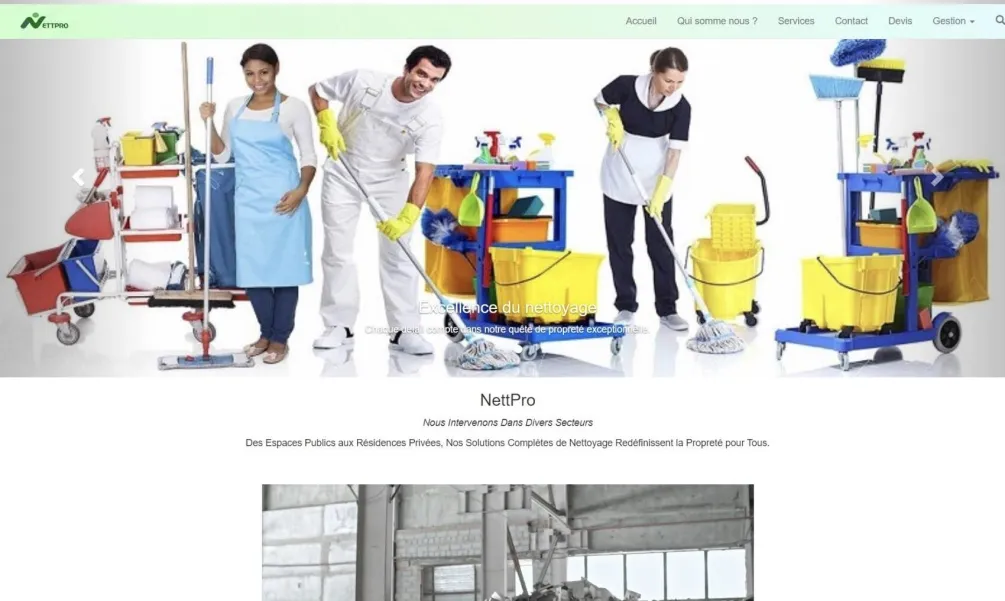 NETTPRO
Accueil Qui somme nous ? Services Contact Devis Gestion
Excellence du nettoyage
Chaque détail compte dans notre quête de propreté exceptionnelle.
NettPro
Nous Intervenons Dans Divers Secteurs
Des Espaces Publics aux Résidences Privées, Nos Solutions Complètes de Nettoyage Redéfinissent la Propreté pour Tous.